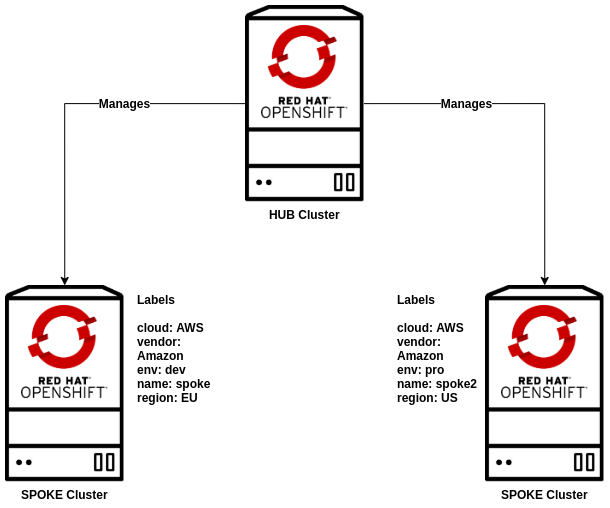 RED HAT
OPENSHIFT
Manages
Manages
HUB Cluster
RED HAT
OPENSHIFT
SPOKE Cluster
Labels
cloud: AWS
vendor:
Amazon
env: dev
name: spoke
region: EU
Labels
cloud: AWS
vendor:
Amazon
env: pro
name: spoke2
region: US
RED HAT
OPENSHIFT
SPOKE Cluster